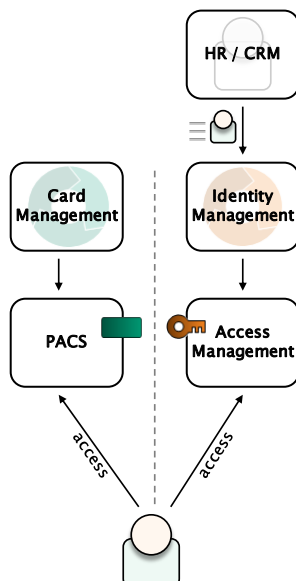 HR / CRM
Card
Management
Identity
Management
PACS
Access
Management
access
access